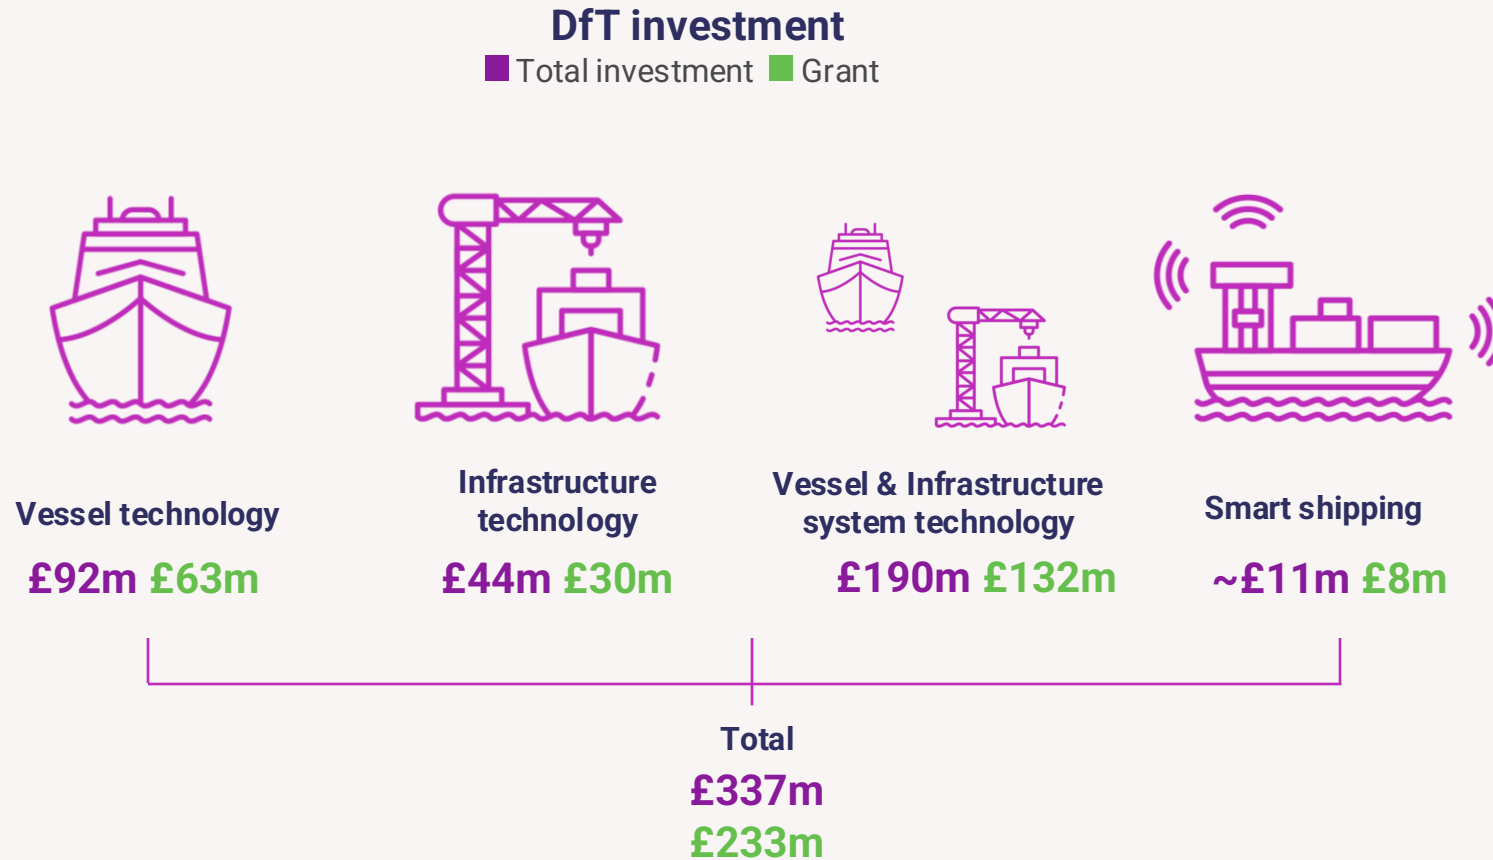 DfT investment
Total investment Grant
Vessel technology
£92m £63m
Infrastructure
technology
£44m £30m
Vessel & Infrastructure
system technology
£190m £132m
Smart shipping
~£11m £8m
Total
£337m
£233m